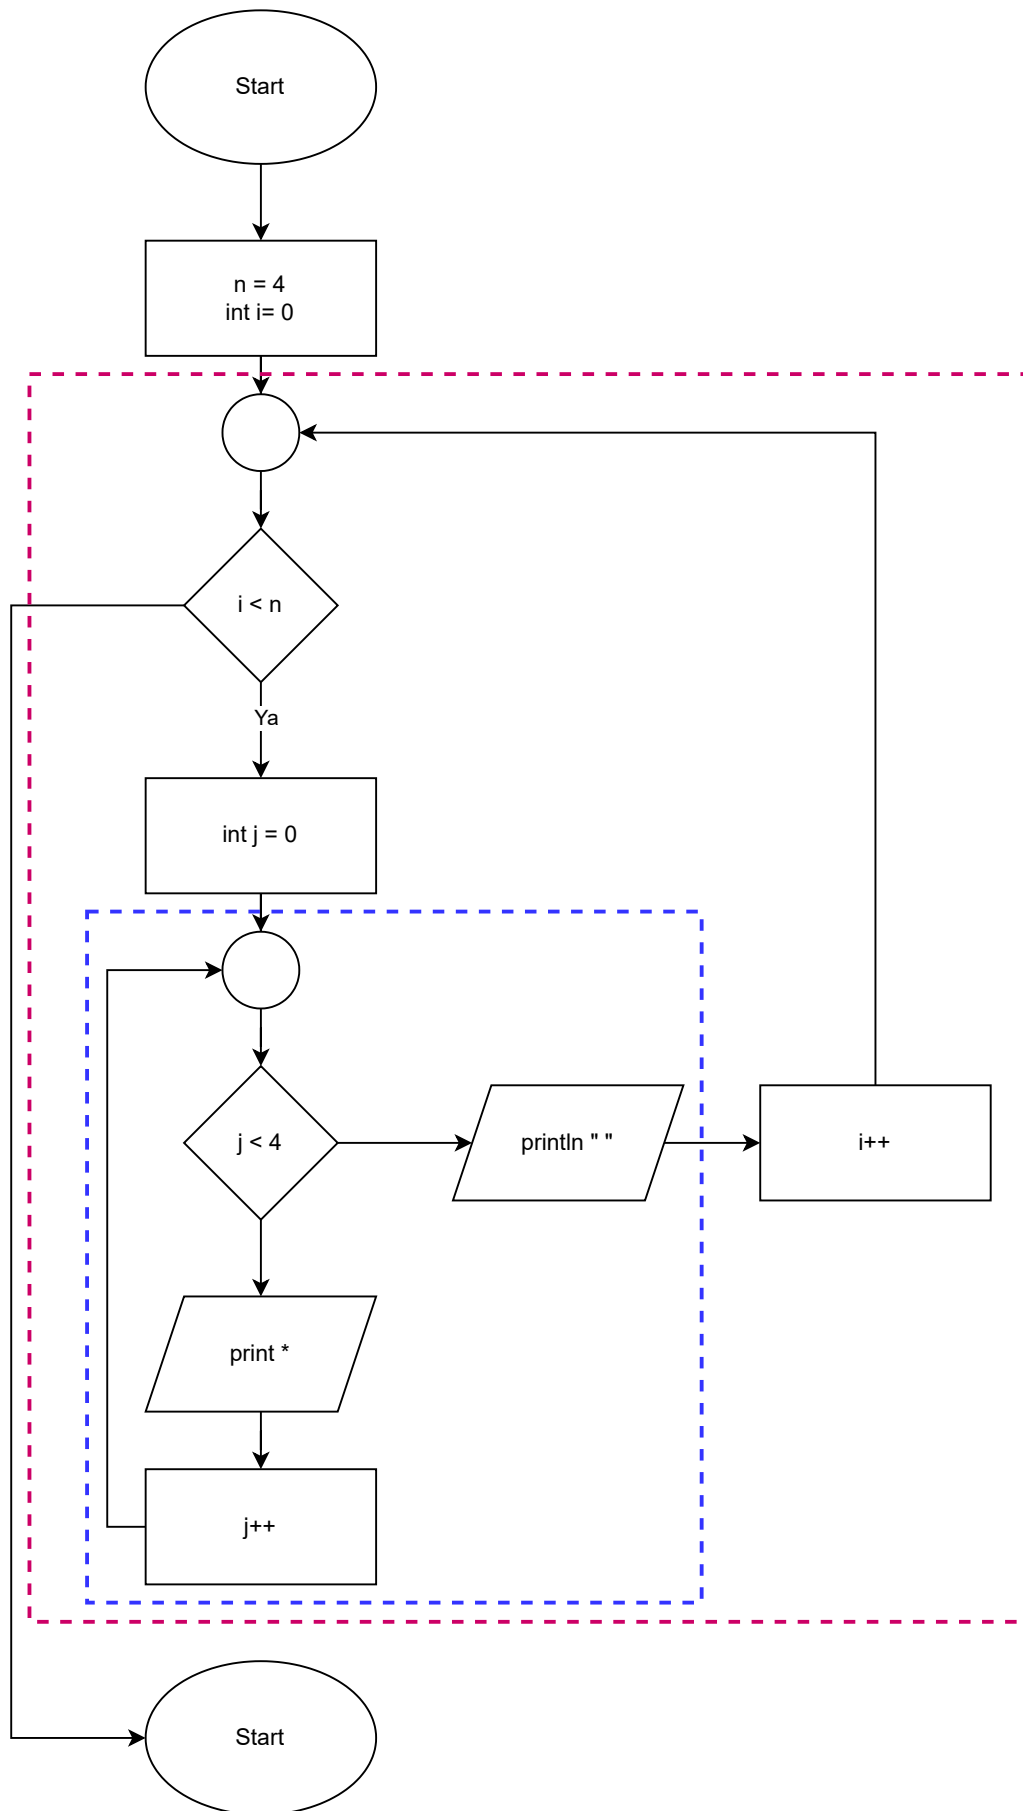 Start
n = 4
int i= 0
i < n
Ya
int j = 0
j < 4
println " "
i++
print *
j++
Start